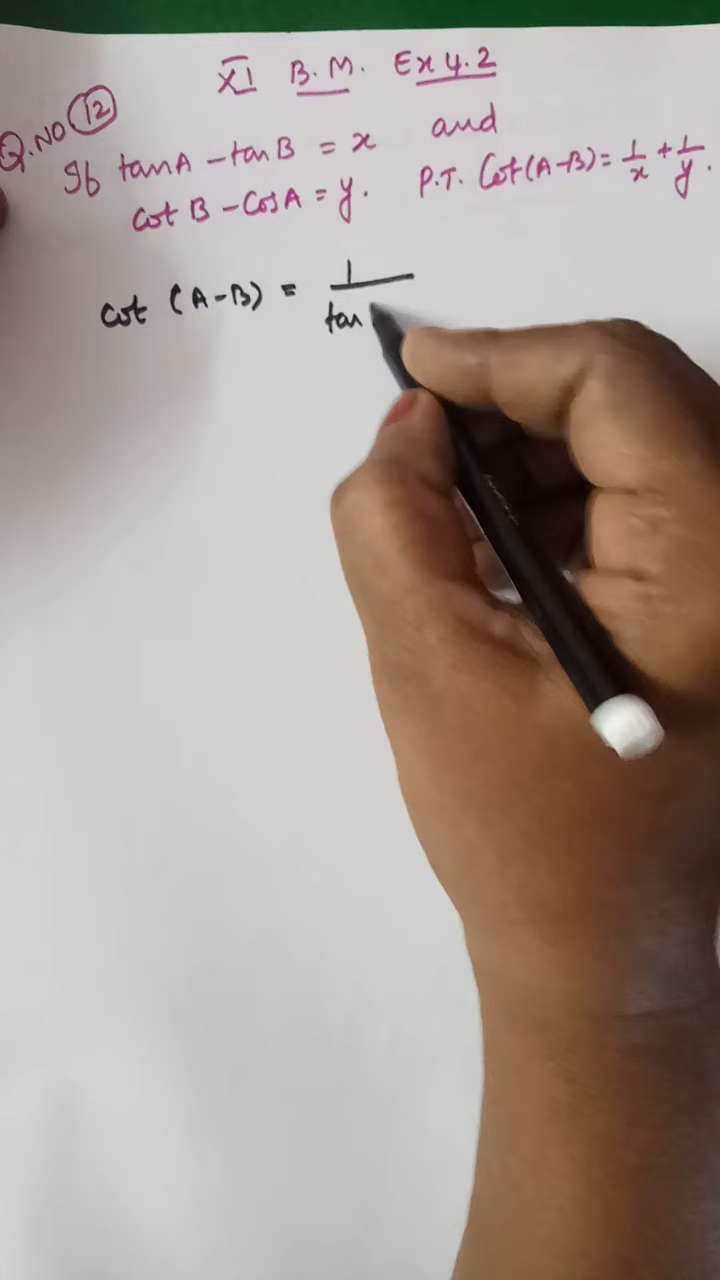 XI B.M. Ex 4.2
Q.NO 12
If tanA - tanB = x and
cot B - CosA = y. P.T. Cot(A-B) = 1/x + 1/y.
cot (A-B) = 1/tan